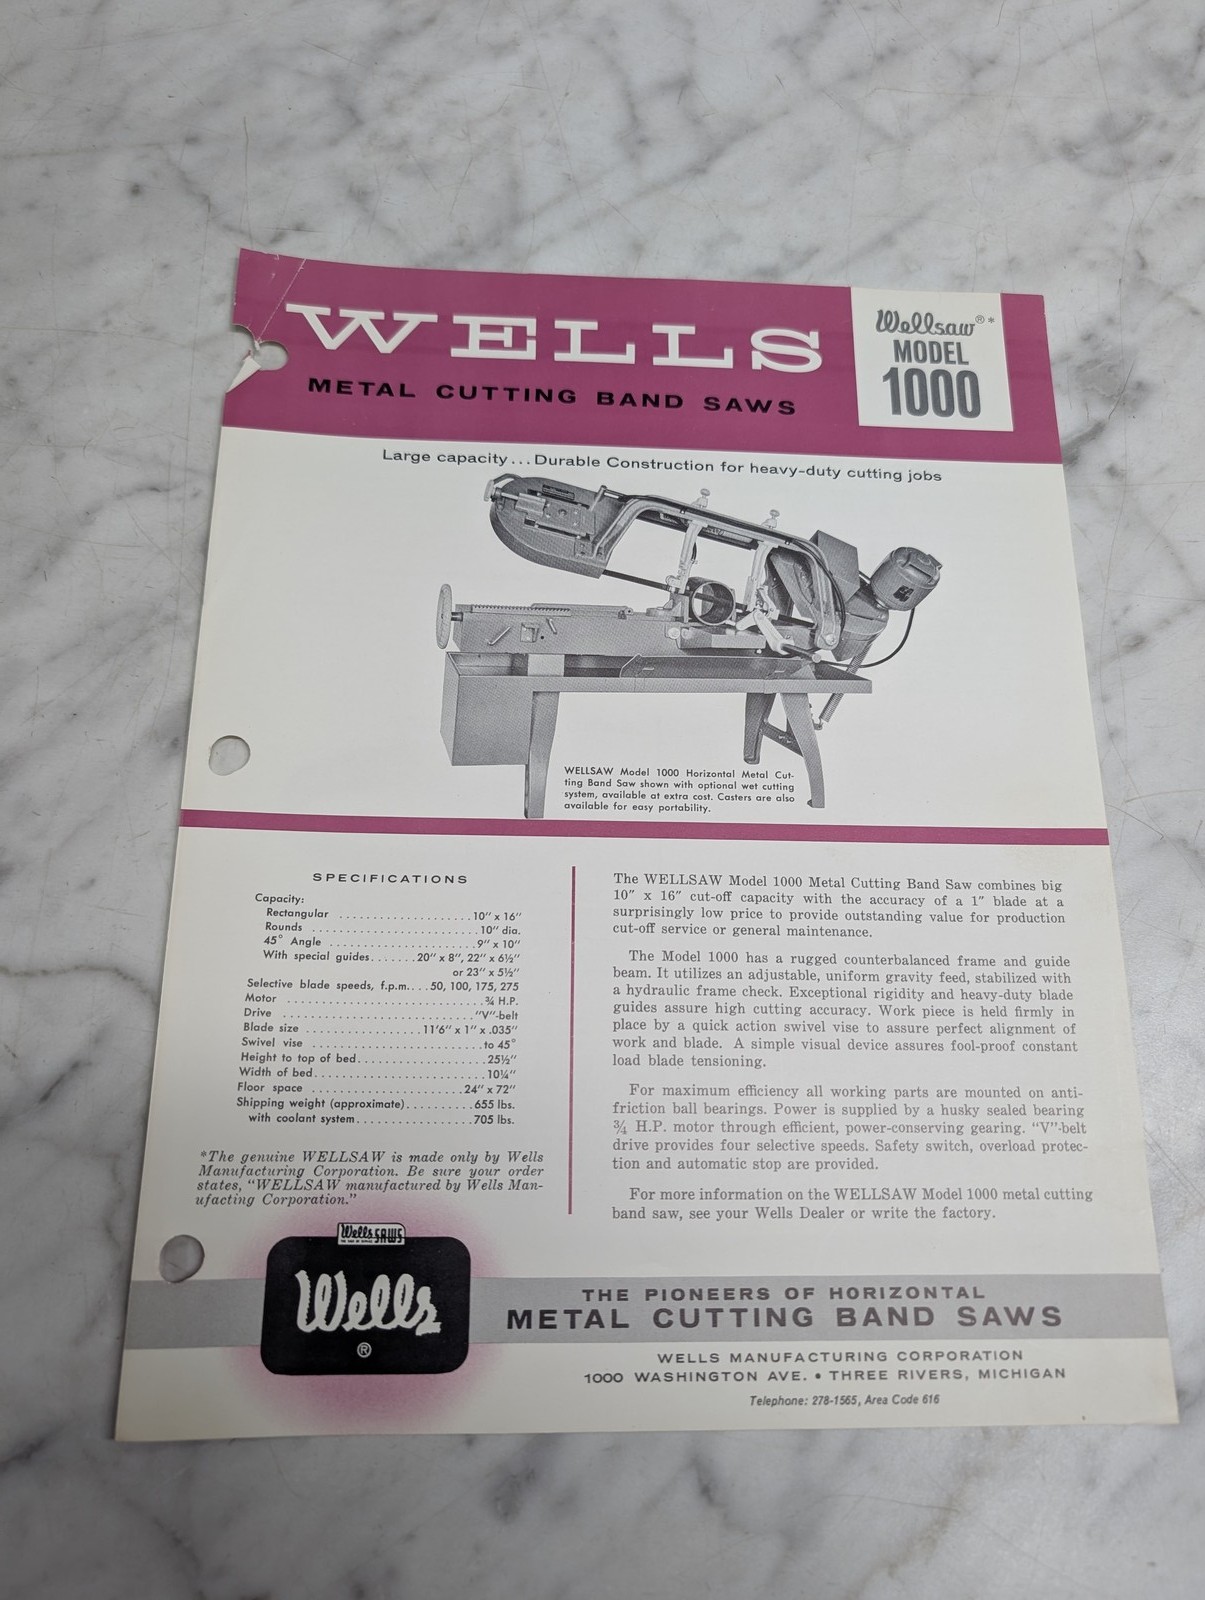 WELLS
METAL CUTTING BAND SAWS
Wellsaw®*
MODEL
1000
Large capacity...Durable Construction for heavy-duty cutting jobs
WELLSAW Model 1000 Horizontal Metal Cut-
ting Band Saw shown with optional wet cutting
system, available at extra cost. Casters are also
available for easy portability.
SPECIFICATIONS
Capacity:
Rectangular ....................10″ x 16″
Rounds .........................10″ dia.
45° Angle ......................9″ x 10″
With special guides.......20″ x 8″, 22″ x 6½″
or 23″ x 5½″
Selective blade speeds, f.p.m....50, 100, 175, 275
Motor .............................¾ H.P.
Drive .............................″V″-belt
Blade size .................11′6″ x 1″ x .035″
Swivel vise ...........................to 45°
Height to top of bed...................25½″
Width of bed..........................10¼″
Floor space ......................24″ x 72″
Shipping weight (approximate)..........655 lbs.
with coolant system.................705 lbs.
*The genuine WELLSAW is made only by Wells
Manufacturing Corporation. Be sure your order
states, “WELLSAW manufactured by Wells Man-
ufacting Corporation.”
The WELLSAW Model 1000 Metal Cutting Band Saw combines big
10″ x 16″ cut-off capacity with the accuracy of a 1″ blade at a
surprisingly low price to provide outstanding value for production
cut-off service or general maintenance.
The Model 1000 has a rugged counterbalanced frame and guide
beam. It utilizes an adjustable, uniform gravity feed, stabilized with
a hydraulic frame check. Exceptional rigidity and heavy-duty blade
guides assure high cutting accuracy. Work piece is held firmly in
place by a quick action swivel vise to assure perfect alignment of
work and blade. A simple visual device assures fool-proof constant
load blade tensioning.
For maximum efficiency all working parts are mounted on anti-
friction ball bearings. Power is supplied by a husky sealed bearing
¾ H.P. motor through efficient, power-conserving gearing. “V”-belt
drive provides four selective speeds. Safety switch, overload protec-
tion and automatic stop are provided.
For more information on the WELLSAW Model 1000 metal cutting
band saw, see your Wells Dealer or write the factory.
Wells SAWS
Wells
®
THE PIONEERS OF HORIZONTAL
METAL CUTTING BAND SAWS
WELLS MANUFACTURING CORPORATION
1000 WASHINGTON AVE. • THREE RIVERS, MICHIGAN
Telephone: 278-1565, Area Code 616